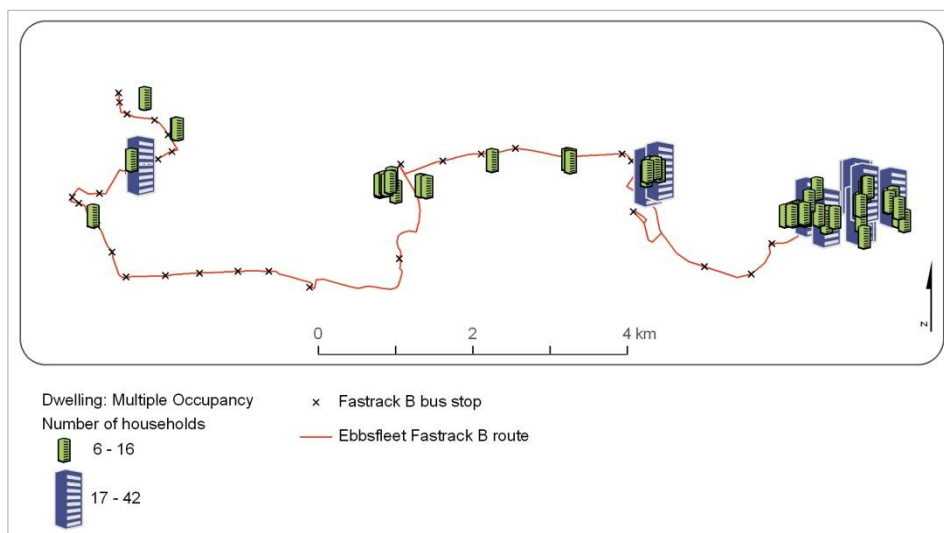 z
0 2 4 km
Dwelling: Multiple Occupancy
Number of households
6 - 16
17 - 42
Fastrack B bus stop
Ebbsfleet Fastrack B route